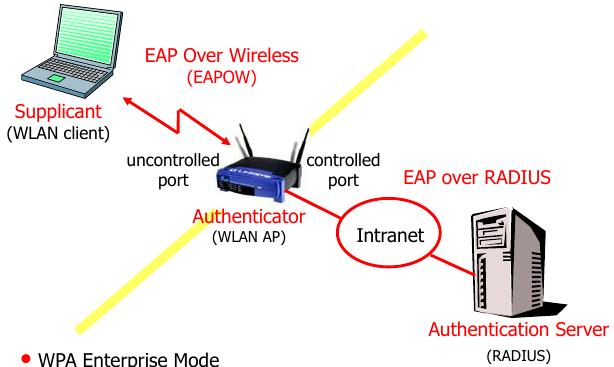 EAP Over Wireless
(EAPOW)
Supplicant
(WLAN client)
uncontrolled
port
controlled
port
LINKSYS
EAP over RADIUS
Authenticator
(WLAN AP)
Intranet
Authentication Server
(RADIUS)
• WPA Enterprise Mode